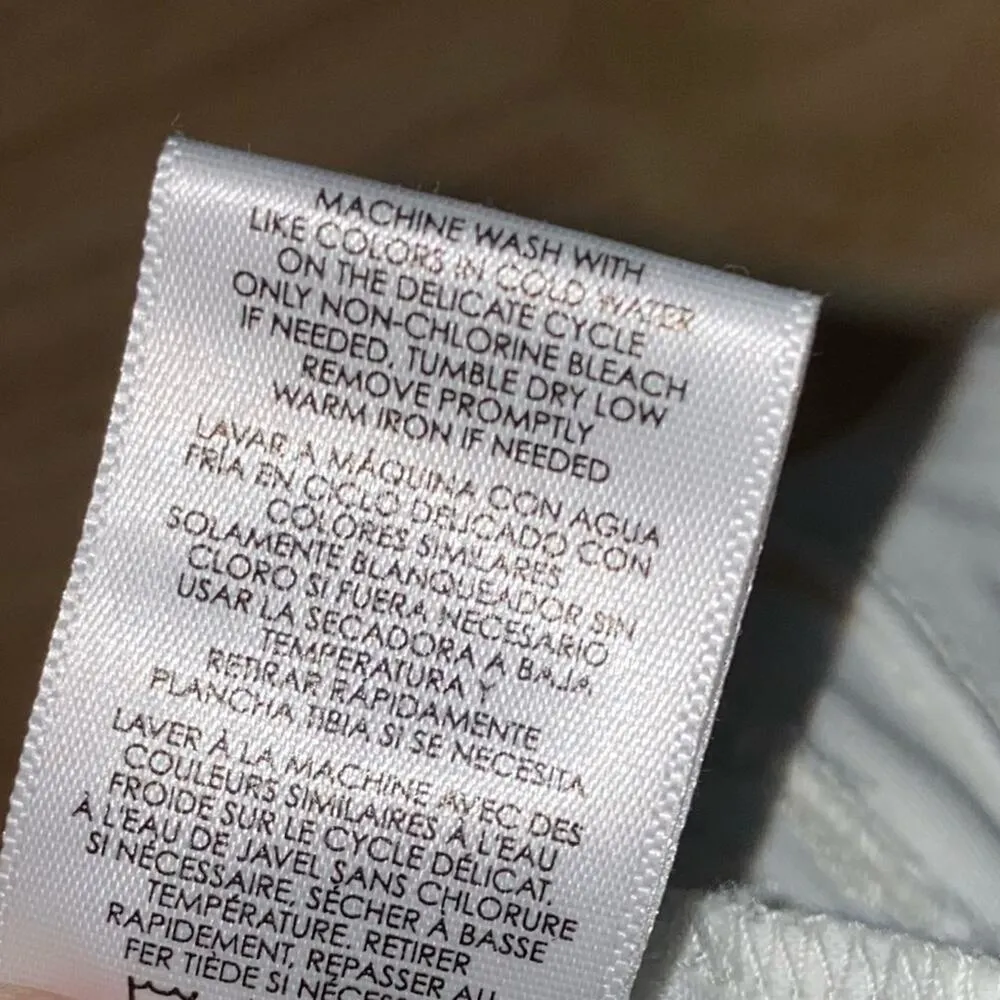 MACHINE WASH WITH
LIKE COLORS IN COLD WATER
ON THE DELICATE CYCLE
ONLY NON-CHLORINE BLEACH
IF NEEDED, TUMBLE DRY LOW
REMOVE PROMPTLY
WARM IRON IF NEEDED
LAVAR A MÁQUINA CON AGUA
FRIA EN CICLO DELICADO CON
COLORES SIMILARES
SOLAMENTE BLANQUEADOR SIN
CLORO SI FUERA NECESARIO
USAR LA SECADORA A BAJA
TEMPERATURA Y
RETIRAR RÁPIDAMENTE
PLANCHA TIBIA SI SE NECESITA
LAVER À LA MACHINE AVEC DES
COULEURS SIMILAIRES À L'EAU
FROIDE SUR LE CYCLE DÉLICAT.
À L'EAU DE JAVEL SANS CHLORURE
SI NÉCESSAIRE, SÉCHER À BASSE
TEMPÉRATURE. RETIRER
RAPIDEMENT, REPASSER AU
FER TIÈDE SI NÉCESSAIRE